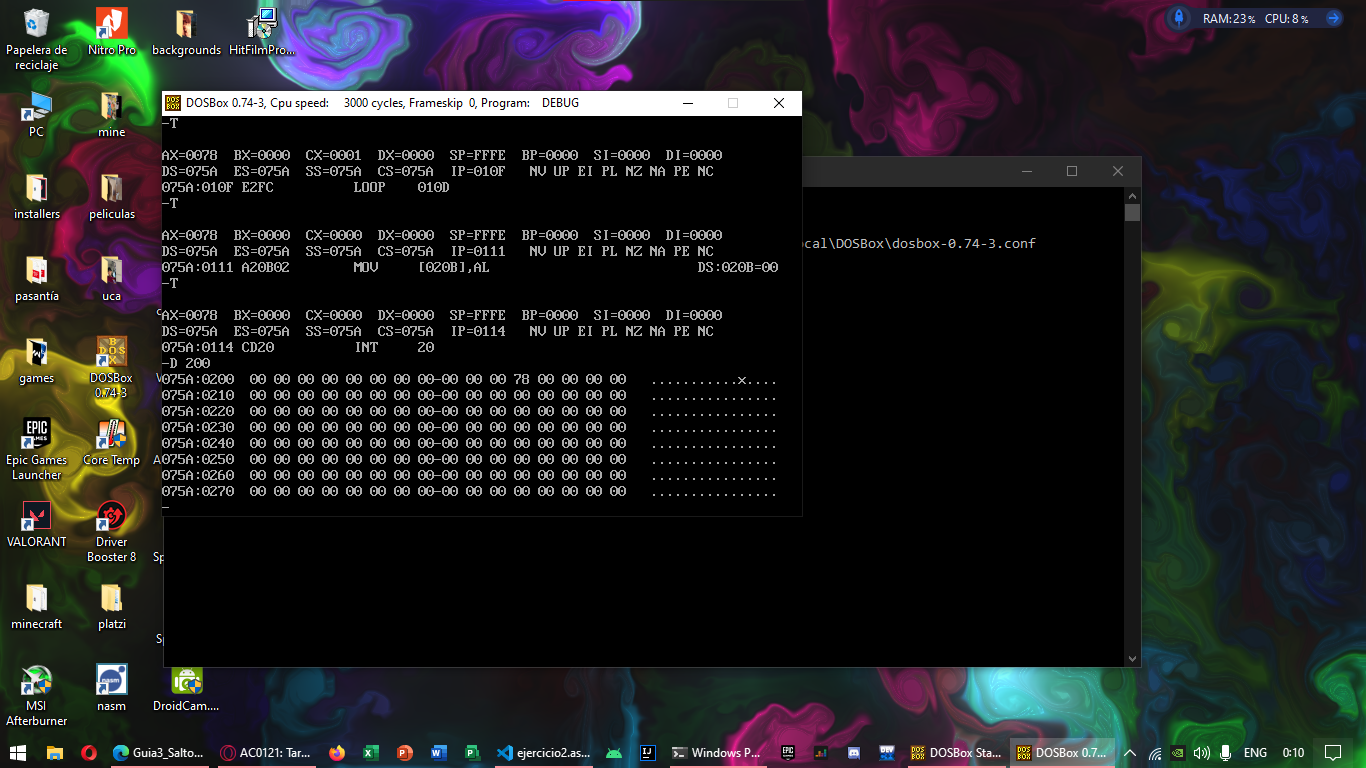 RAM:23% CPU:8%
Papelera de
reciclaje
Nitro Pro
backgrounds
HitFilmPro...
PC
mine
installers
peliculas
pasantía
uca
games
DOSBox
0.74-3
Epic Games
Launcher
Core Temp
VALORANT
Driver
Booster 8
minecraft
platzi
MSI
Afterburner
nasm
DroidCam....
DOSBox 0.74-3, Cpu speed: 3000 cycles, Frameskip 0, Program: DEBUG
-T
AX=0078 BX=0000 CX=0001 DX=0000 SP=FFFE BP=0000 SI=0000 DI=0000
DS=075A ES=075A SS=075A CS=075A IP=010F NV UP EI PL NZ NA PE NC
075A:010F E2FC LOOP 010D
-T
AX=0078 BX=0000 CX=0000 DX=0000 SP=FFFE BP=0000 SI=0000 DI=0000
DS=075A ES=075A SS=075A CS=075A IP=0111 NV UP EI PL NZ NA PE NC
075A:0111 A20B02 MOV [020B],AL DS:020B=00
-T
AX=0078 BX=0000 CX=0000 DX=0000 SP=FFFE BP=0000 SI=0000 DI=0000
DS=075A ES=075A SS=075A CS=075A IP=0114 NV UP EI PL NZ NA PE NC
075A:0114 CD20 INT 20
-D 200
075A:0200 00 00 00 00 00 00 00 00-00 00 00 78 00 00 00 00 ...........x....
075A:0210 00 00 00 00 00 00 00 00-00 00 00 00 00 00 00 00 ................
075A:0220 00 00 00 00 00 00 00 00-00 00 00 00 00 00 00 00 ................
075A:0230 00 00 00 00 00 00 00 00-00 00 00 00 00 00 00 00 ................
075A:0240 00 00 00 00 00 00 00 00-00 00 00 00 00 00 00 00 ................
075A:0250 00 00 00 00 00 00 00 00-00 00 00 00 00 00 00 00 ................
075A:0260 00 00 00 00 00 00 00 00-00 00 00 00 00 00 00 00 ................
075A:0270 00 00 00 00 00 00 00 00-00 00 00 00 00 00 00 00 ................
-
ocal\DOSBox\dosbox-0.74-3.conf
Guia3_Salto...
AC0121: Tar...
ejercicio2.as...
Windows P...
DOSBox Sta...
DOSBox 0.7...
ENG
0:10